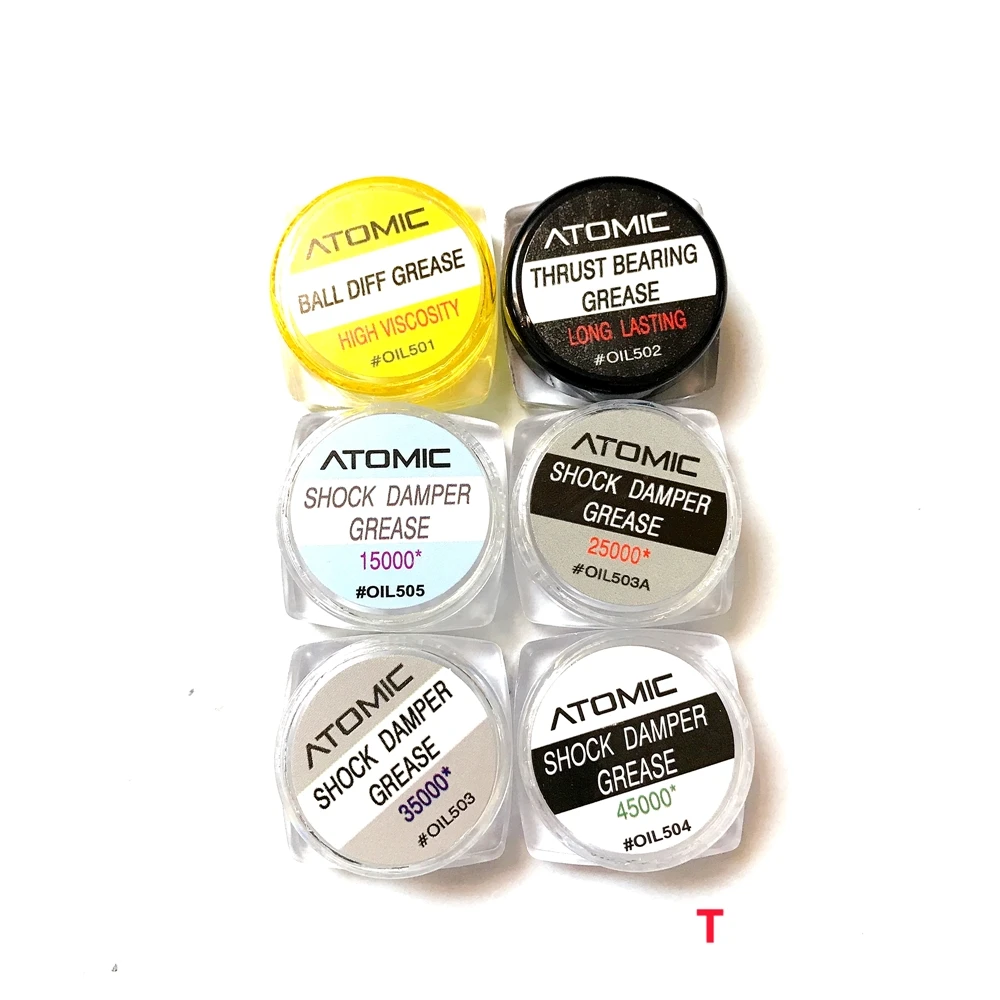 ATOMIC
BALL DIFF GREASE
HIGH VISCOSITY
#OIL501
ATOMIC
THRUST BEARING
GREASE
LONG. LASTING
#OIL502
ATOMIC
SHOCK DAMPER
GREASE
15000*
#OIL505
ATOMIC
SHOCK DAMPER
GREASE
25000*
#OIL503A
ATOMIC
SHOCK DAMPER
GREASE
35000*
#OIL503
ATOMIC
SHOCK DAMPER
GREASE
45000*
#OIL504
T